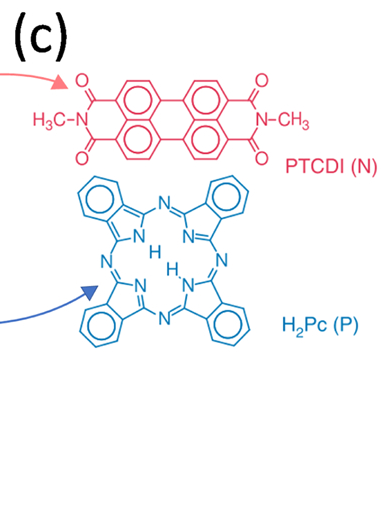 (c)
O O
H₃C–N N–CH₃
O O
PTCDI (N)
N
N N
H
N N
H
N N
N
H₂Pc (P)